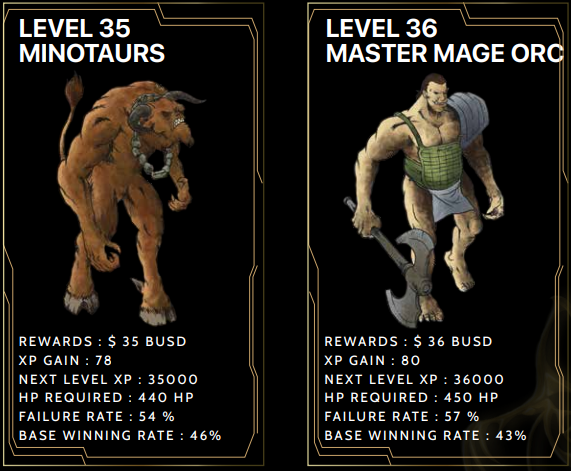 LEVEL 35
MINOTAURS
REWARDS : $ 35 BUSD
XP GAIN : 78
NEXT LEVEL XP : 35000
HP REQUIRED : 440 HP
FAILURE RATE : 54 %
BASE WINNING RATE : 46%
LEVEL 36
MASTER MAGE ORC
REWARDS : $ 36 BUSD
XP GAIN : 80
NEXT LEVEL XP : 36000
HP REQUIRED : 450 HP
FAILURE RATE : 57 %
BASE WINNING RATE : 43%